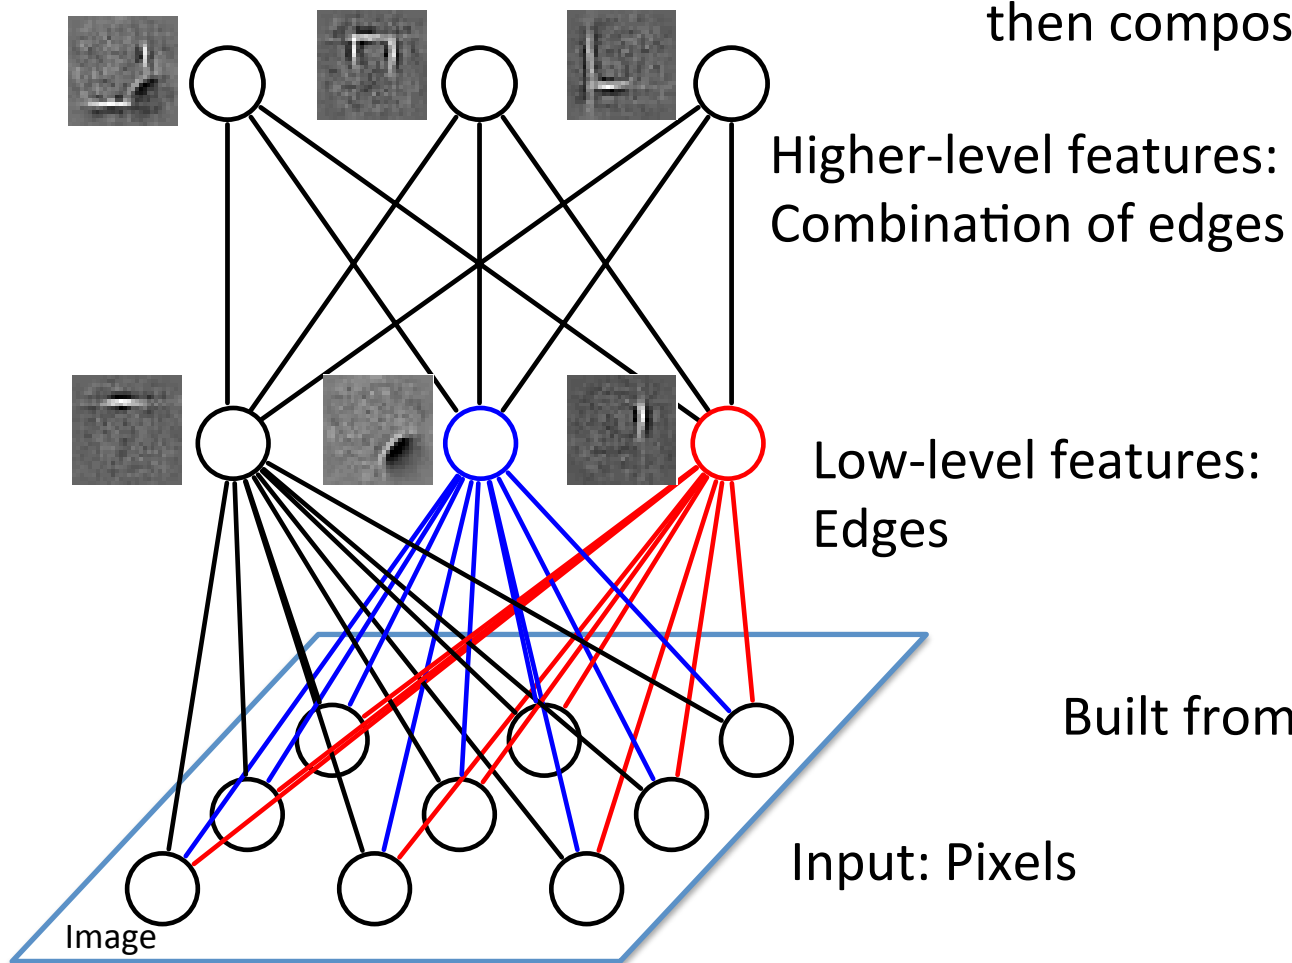 then compos
Higher-level features:
Combination of edges
Low-level features:
Edges
Built from
Input: Pixels
Image